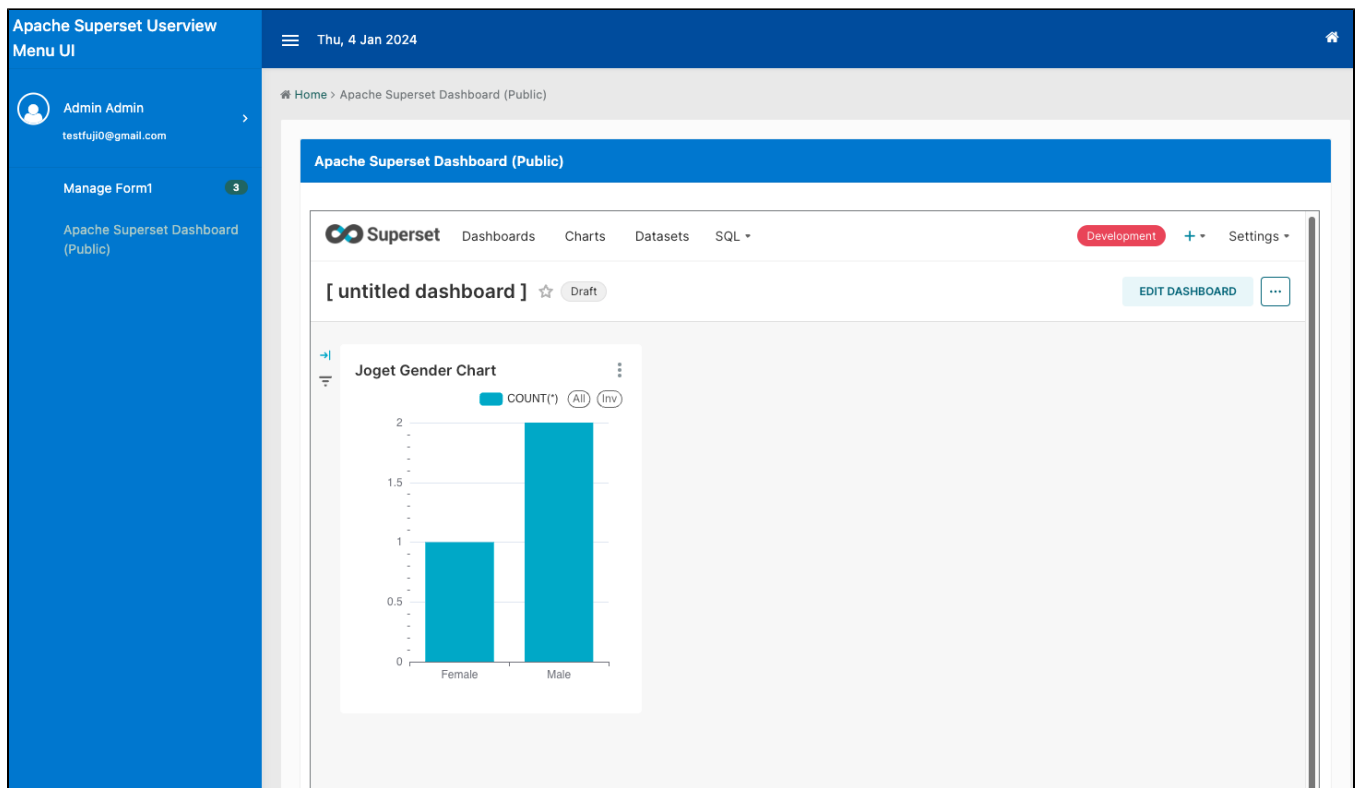 Apache Superset Userview
Menu UI
Thu, 4 Jan 2024
Admin Admin
testfuji0@gmail.com
Manage Form1 3
Apache Superset Dashboard
(Public)
Home > Apache Superset Dashboard (Public)
Apache Superset Dashboard (Public)
Superset Dashboards Charts Datasets SQL Development + Settings
[ untitled dashboard ] Draft EDIT DASHBOARD ...
Joget Gender Chart
COUNT(*) All Inv
2
1.5
1
0.5
0
Female Male